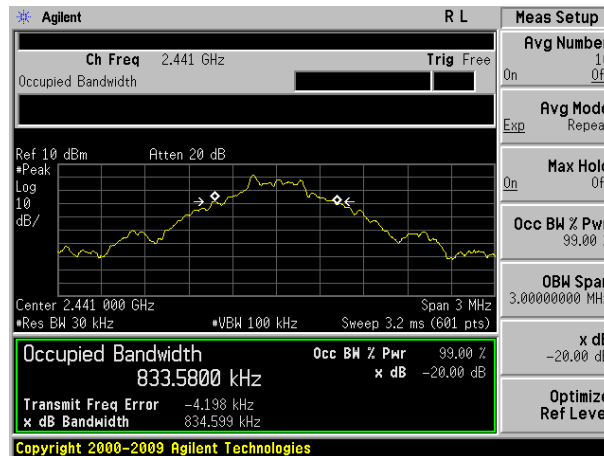 Agilent R L
Ch Freq 2.441 GHz Trig Free
Occupied Bandwidth
Ref 10 dBm Atten 20 dB
#Peak
Log
10
dB/
Center 2.441 000 GHz Span 3 MHz
#Res BW 30 kHz #VBW 100 kHz Sweep 3.2 ms (601 pts)
Occupied Bandwidth Occ BW % Pwr 99.00 %
833.5800 kHz x dB -20.00 dB
Transmit Freq Error -4.198 kHz
x dB Bandwidth 834.599 kHz
Copyright 2000-2009 Agilent Technologies
Meas Setup
Avg Number
On
Avg Mode
Exp Repea
Max Hold
On Of
Occ BW % Pwr
99.00
OBW Span
3.00000000 MH
x dB
-20.00 dB
Optimize
Ref Level